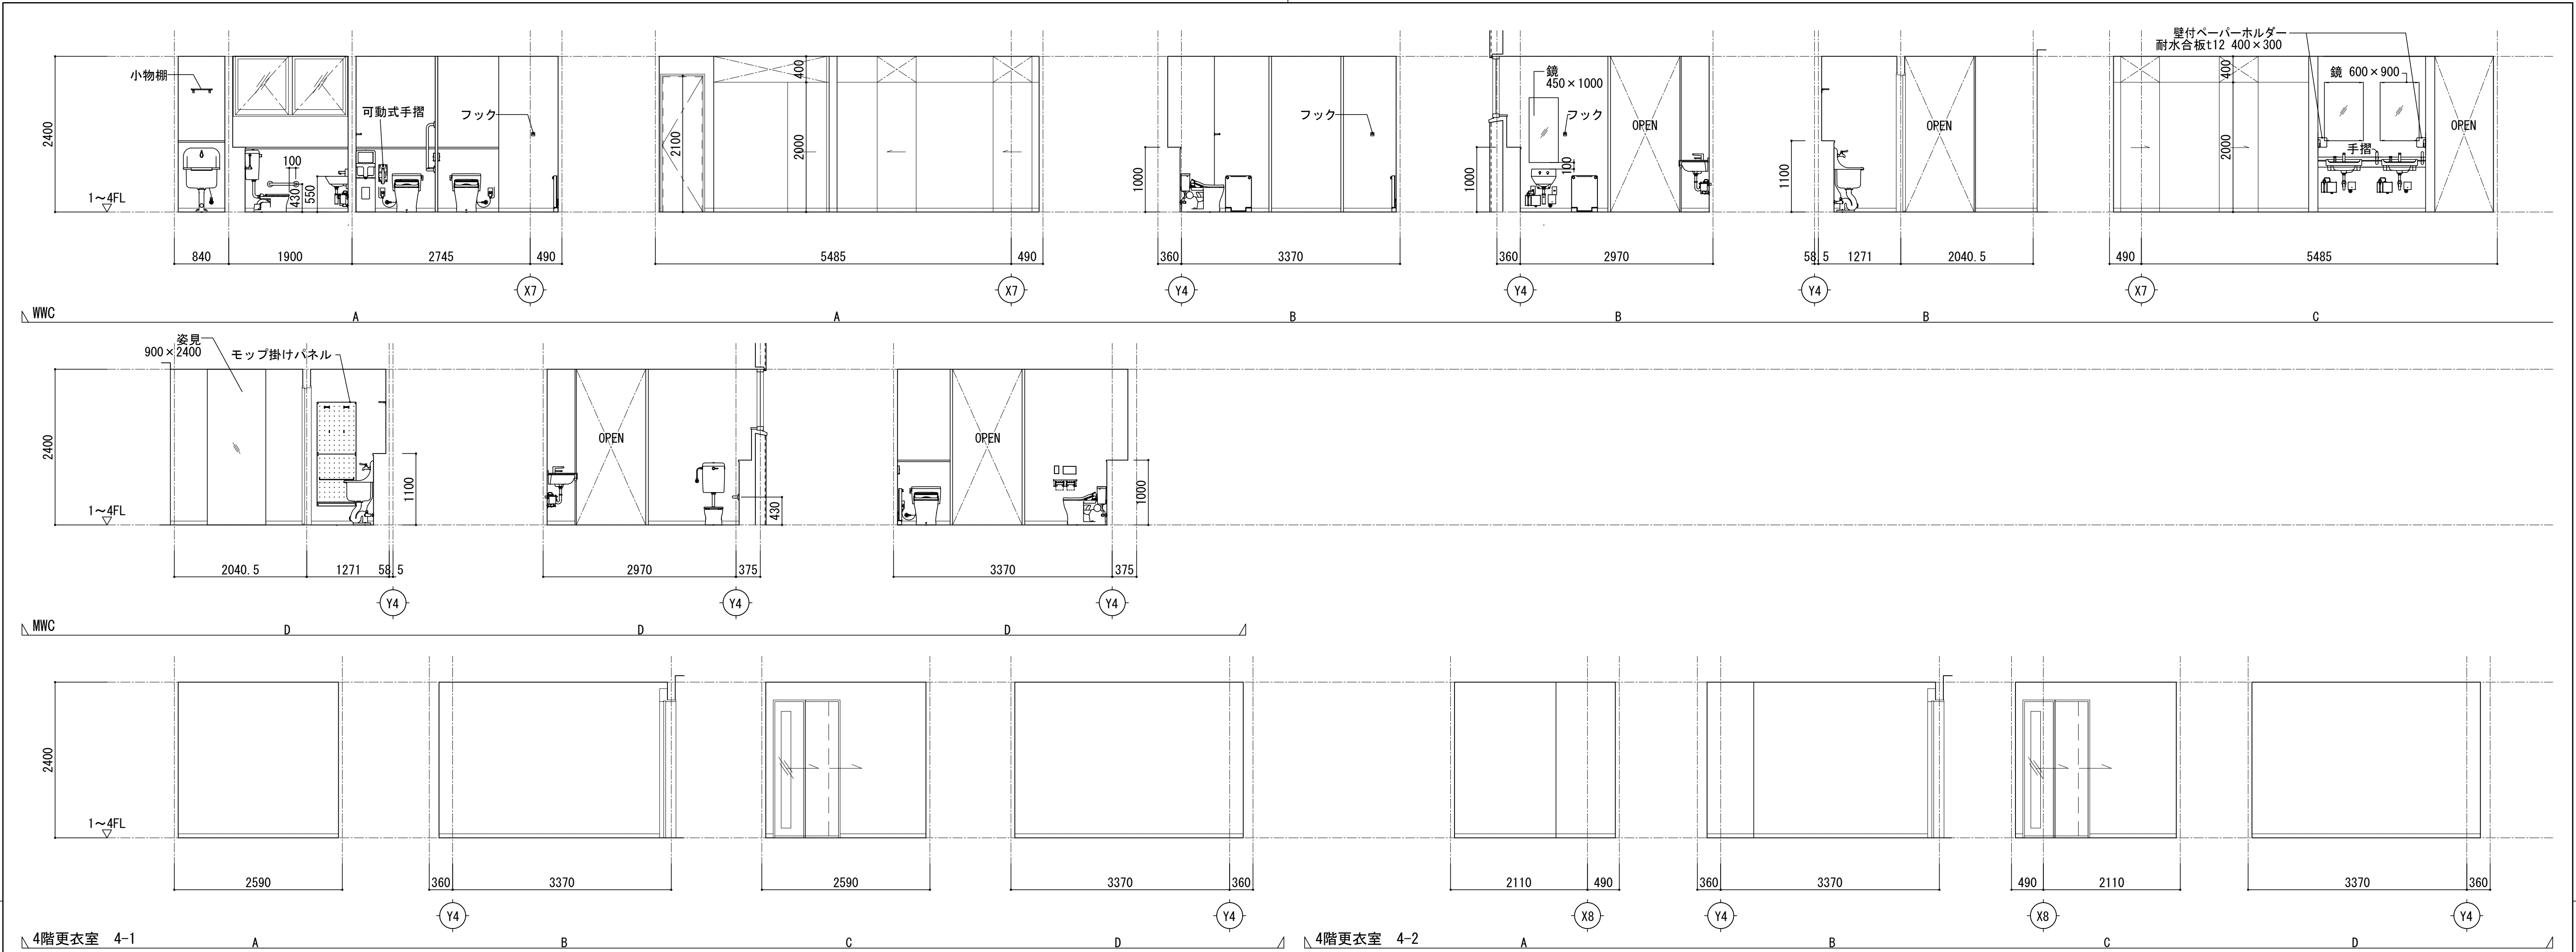 小物棚
可動式手摺
フック
2400
1～4FL
100
430
550
840
1900
2745
490
X7
2100
400
2000
5485
490
X7
フック
1000
360
3370
Y4
鏡
450×1000
フック
OPEN
1000
100
360
2970
Y4
OPEN
1100
58.5
1271
2040.5
Y4
壁付ペーパーホルダー
耐水合板t12 400×300
400
鏡 600×900
OPEN
2000
手摺
490
5485
X7
WWC
A
A
B
B
B
C
姿見
900×2400
モップ掛けパネル
2400
1～4FL
1100
2040.5
1271
58.5
Y4
OPEN
430
2970
375
Y4
OPEN
1000
3370
375
Y4
MWC
D
D
D
2400
1～4FL
2590
360
3370
Y4
2590
3370
360
Y4
2110
490
X8
360
3370
Y4
490
2110
X8
3370
360
Y4
4階更衣室 4-1
A
B
C
D
4階更衣室 4-2
A
B
C
D